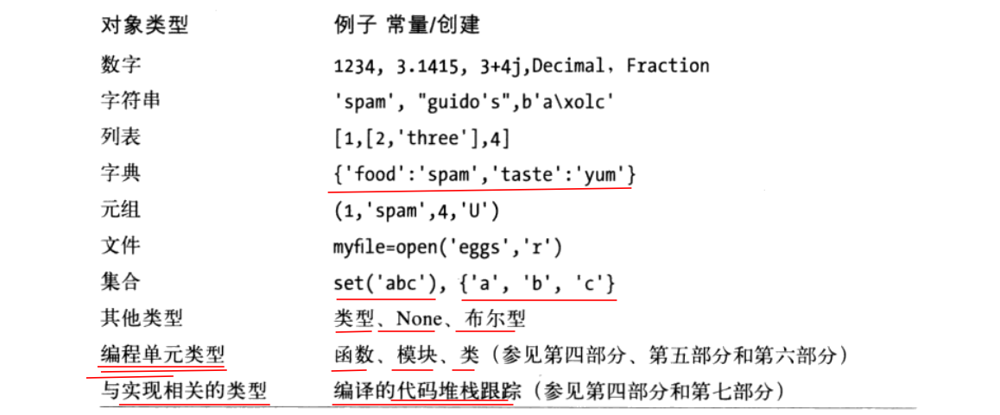 对象类型 例子 常量/创建
数字 1234, 3.1415, 3+4j,Decimal, Fraction
字符串 'spam', "guido's",b'a\xolc'
列表 [1,[2,'three'],4]
字典 {'food':'spam','taste':'yum'}
元组 (1,'spam',4,'U')
文件 myfile=open('eggs','r')
集合 set('abc'), {'a', 'b', 'c'}
其他类型 类型、None、布尔型
编程单元类型 函数、模块、类（参见第四部分、第五部分和第六部分）
与实现相关的类型 编译的代码堆栈跟踪（参见第四部分和第七部分）